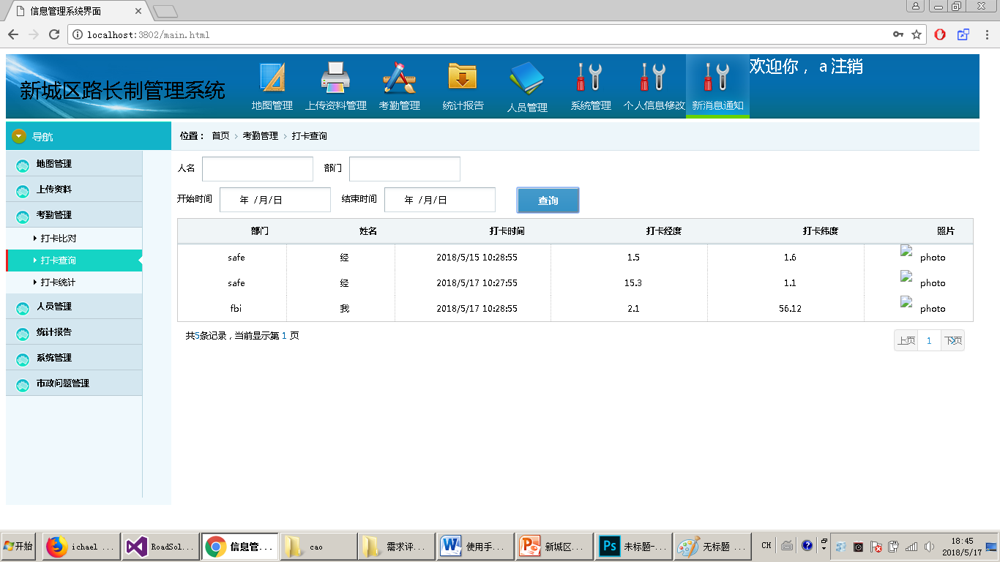 信息管理系统界面
localhost:3802/main.html
新城区路长制管理系统
地图管理 上传资料管理 考勤管理 统计报告 人员管理 系统管理 个人信息修改 新消息通知
欢迎你， a 注销
导航
位置： 首页 › 考勤管理 › 打卡查询
地图管理
上传资料
考勤管理
打卡比对
打卡查询
打卡统计
人员管理
统计报告
系统管理
市政问题管理
人名 部门
开始时间 年 /月/日 结束时间 年 /月/日 查询
部门 姓名 打卡时间 打卡经度 打卡纬度 照片
safe 经 2018/5/15 10:28:55 1.5 1.6 photo
safe 经 2018/5/17 10:27:55 15.3 1.1 photo
fbi 我 2018/5/17 10:28:55 2.1 56.12 photo
共5条记录，当前显示第 1 页
上页 1 下页
开始 ichael ... RoadSol... 信息管... cao 需求评... 使用手... 新城区... 未标题-... 无标题 ... CH
18:45
2018/5/17